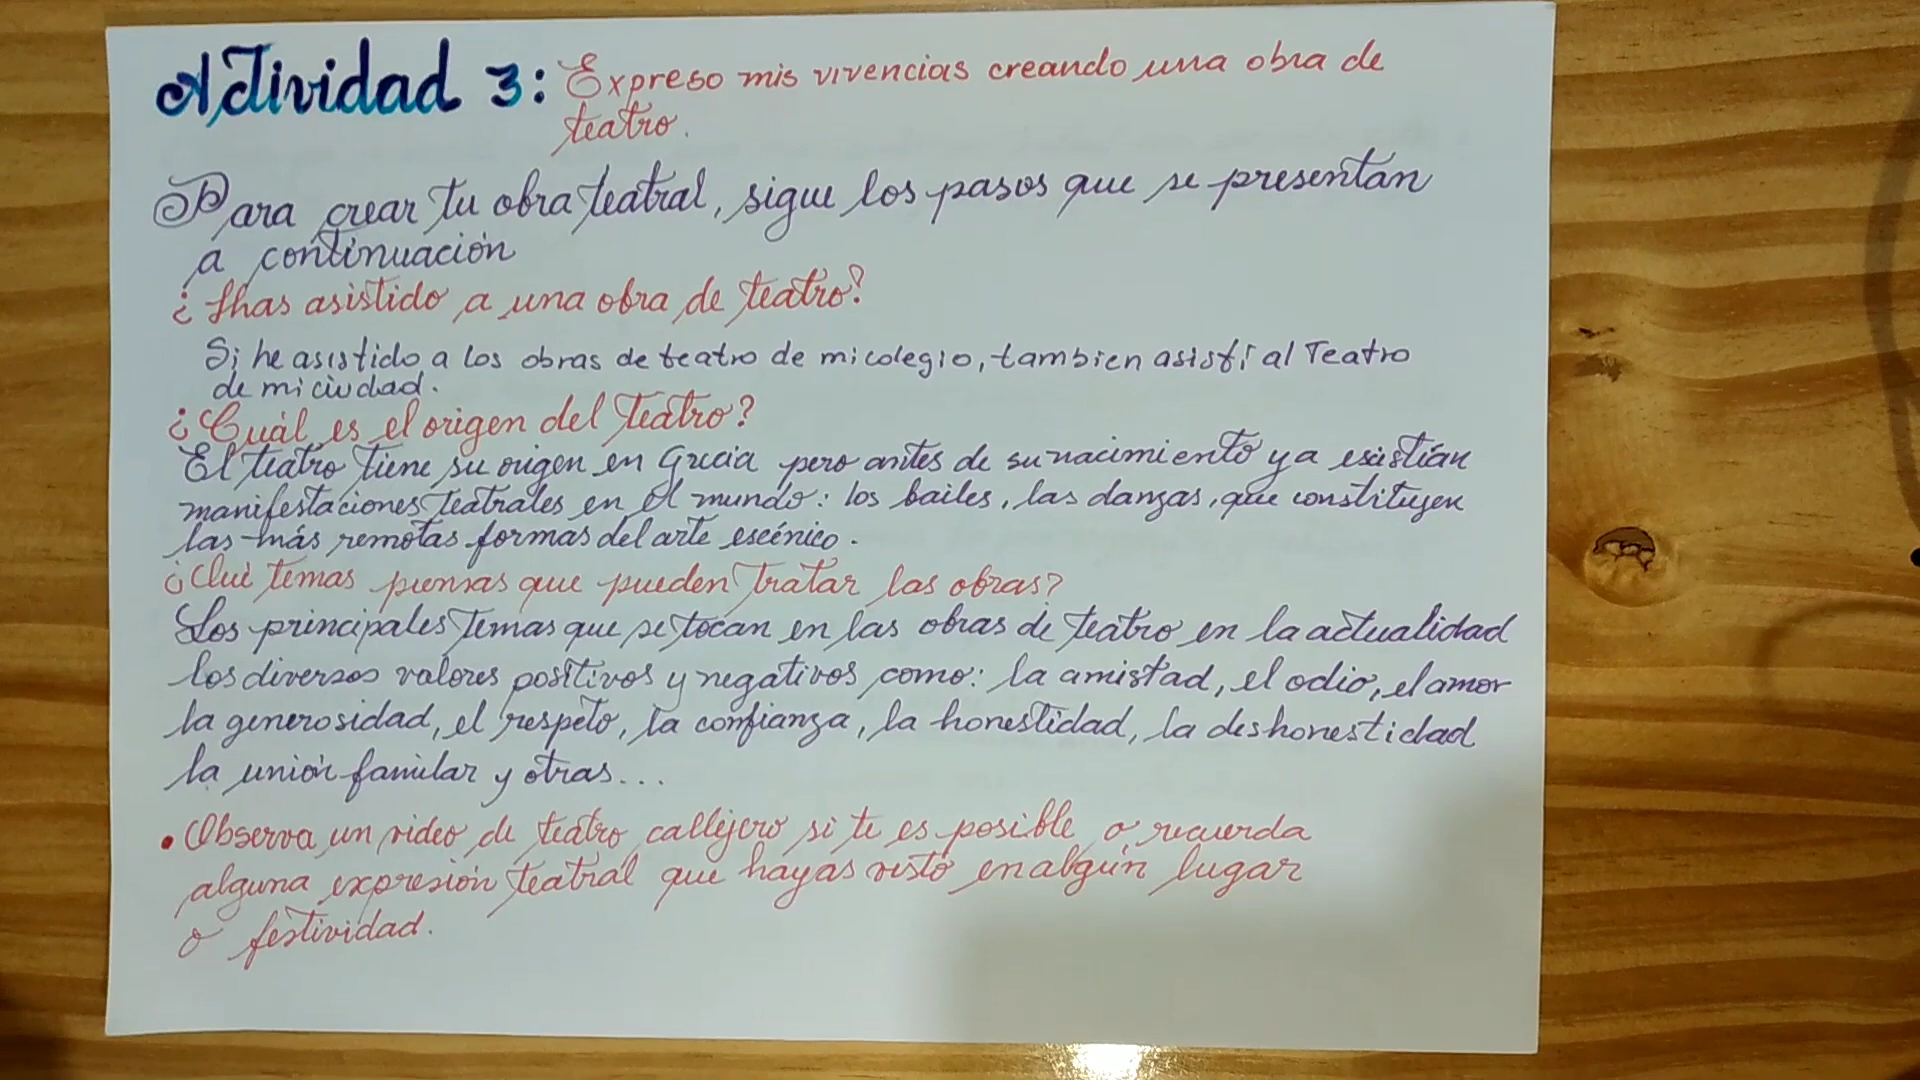 Actividad 3: Expreso mis vivencias creando una obra de
teatro.
Para crear tu obra teatral, sigue los pasos que se presentan
a continuación
¿Has asistido a una obra de teatro?
Si he asistido a los obras de teatro de mi colegio, tambien asistí al Teatro
de mi ciudad.
¿Cuál es el origen del Teatro?
El teatro tiene su origen en Grecia pero antes de su nacimiento ya existían
manifestaciones teatrales en el mundo: los bailes, las danzas, que constituyen
las más remotas formas del arte escénico.
¿Qué temas piensas que pueden tratar las obras?
Los principales temas que se tocan en las obras de teatro en la actualidad
los diversos valores positivos y negativos como: la amistad, el odio, el amor
la generosidad, el respeto, la confianza, la honestidad, la deshonestidad
la unión familar y otras...
• Observa un video de teatro callejero si te es posible o recuerda
alguna expresión teatral que hayas visto en algún lugar
o festividad.